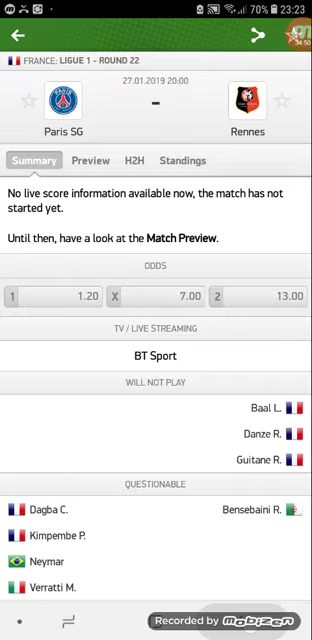 70% 23:23
34:50
FRANCE: LIGUE 1 - ROUND 22
27.01.2019 20:00
-
Paris SG
Rennes
Summary Preview H2H Standings
No live score information available now, the match has not
started yet.
Until then, have a look at the Match Preview.
ODDS
1 1.20 X 7.00 2 13.00
TV / LIVE STREAMING
BT Sport
WILL NOT PLAY
Baal L.
Danze R.
Guitane R.
QUESTIONABLE
Dagba C. Bensebaini R.
Kimpembe P.
Neymar
Verratti M.
Recorded by Mobizen